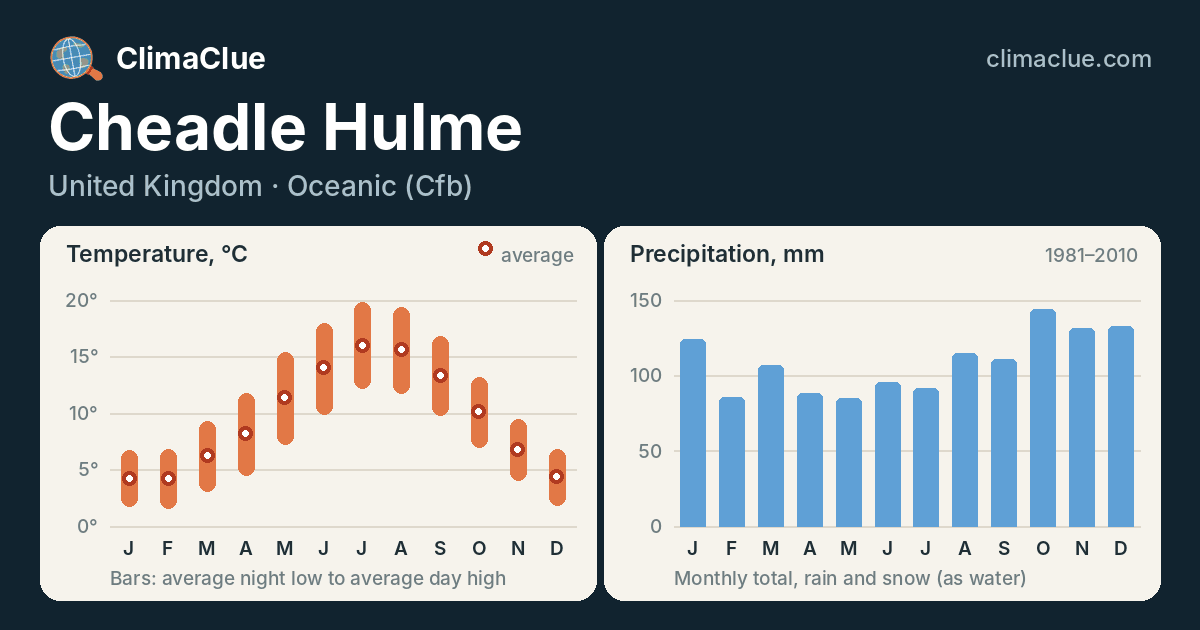 ClimaClue
climaclue.com
Cheadle Hulme
United Kingdom · Oceanic (Cfb)
Temperature, °C
average
20°
15°
10°
5°
0°
J F M A M J J A S O N D
Bars: average night low to average day high
Precipitation, mm
1981–2010
150
100
50
0
J F M A M J J A S O N D
Monthly total, rain and snow (as water)